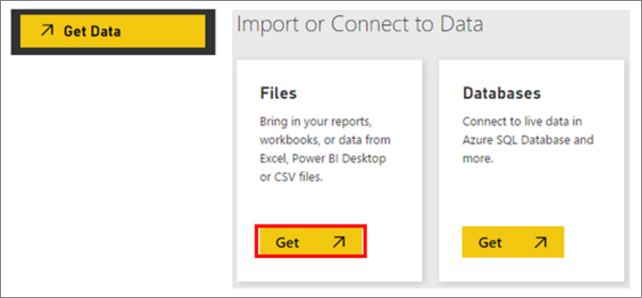 Get Data
Import or Connect to Data
Files
Bring in your reports,
workbooks, or data from
Excel, Power BI Desktop
or CSV files.
Get
Databases
Connect to live data in
Azure SQL Database and
more.
Get